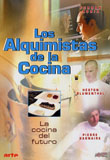 Los
Alquimistas
de la
Cocina
HESTON
BLUMENTHAL
La
cocina
del
futuro
PIERRE
GAGNAIRE
arte